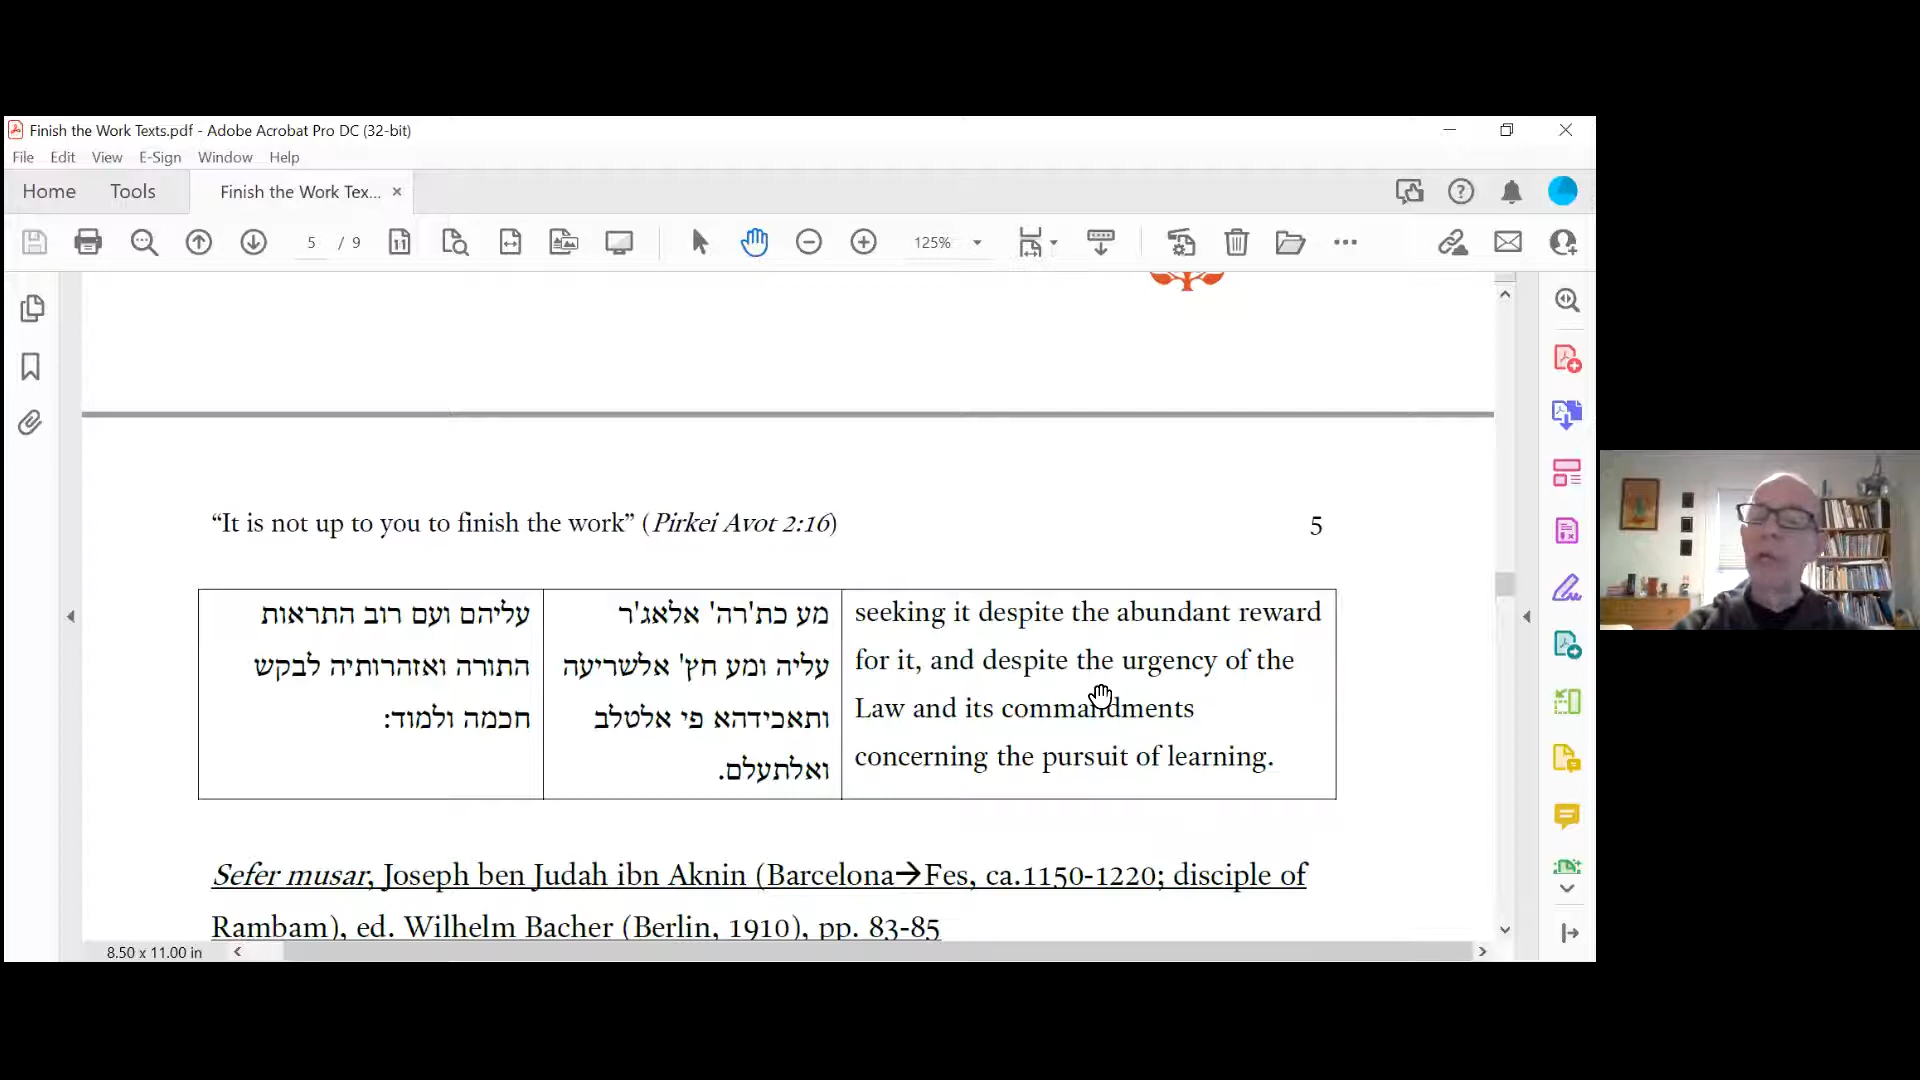 Finish the Work Texts.pdf - Adobe Acrobat Pro DC (32-bit)
File Edit View E-Sign Window Help
Home Tools Finish the Work Tex... ×
5 / 9 125%
“It is not up to you to finish the work” (Pirkei Avot 2:16) 5
עליהם ועם רוב התראות
התורה ואזהרותיה לבקש
חכמה ולמוד:
מע כת'רה' אלאג'ר
עליה ומע חץ' אלשריעה
ותאכידהא פי אלטלב
ואלתעלם.
seeking it despite the abundant reward
for it, and despite the urgency of the
Law and its commandments
concerning the pursuit of learning.
Sefer musar, Joseph ben Judah ibn Aknin (Barcelona→Fes, ca.1150-1220; disciple of
Rambam), ed. Wilhelm Bacher (Berlin, 1910), pp. 83-85
8.50 x 11.00 in